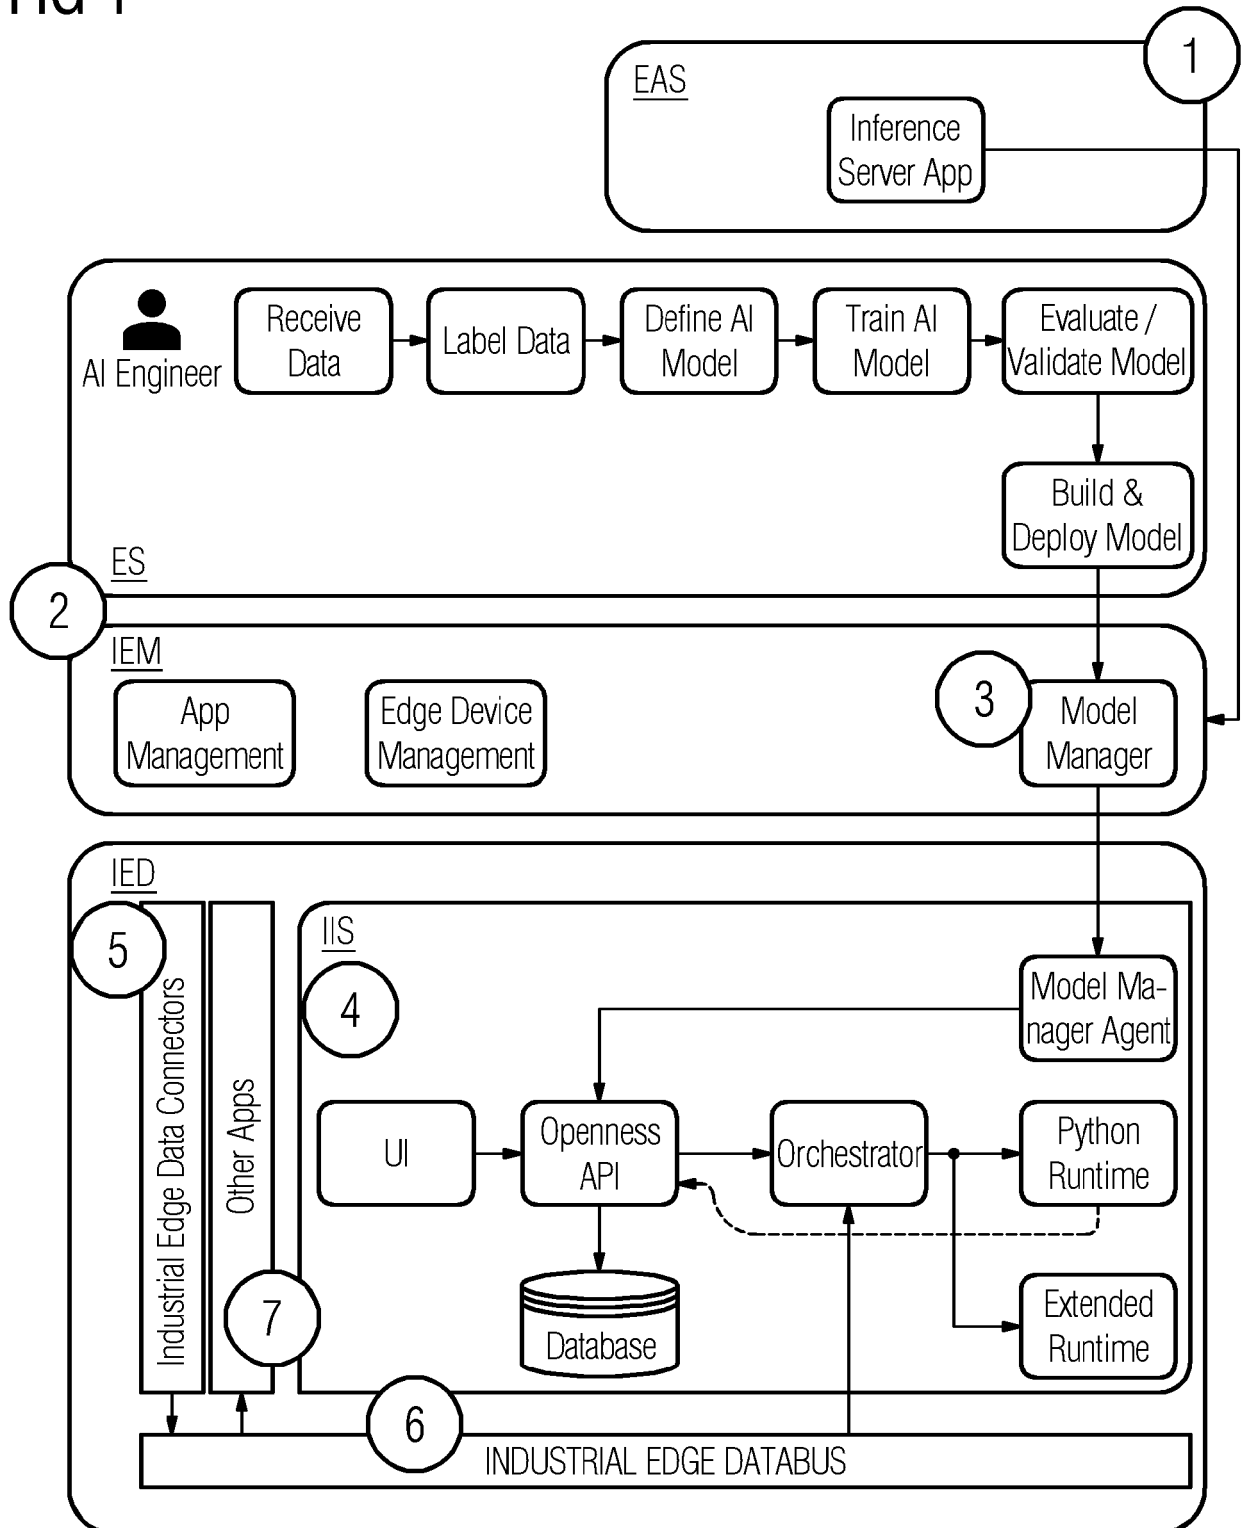 EAS
1
Inference
Server App
AI Engineer
Receive
Data
Label Data
Define AI
Model
Train AI
Model
Evaluate /
Validate Model
Build &
Deploy Model
ES
2
IEM
App
Management
Edge Device
Management
3
Model
Manager
IED
5
Industrial Edge Data Connectors
Other Apps
IIS
4
Model Ma-
nager Agent
UI
Openness
API
Orchestrator
Python
Runtime
7
Database
Extended
Runtime
6
INDUSTRIAL EDGE DATABUS